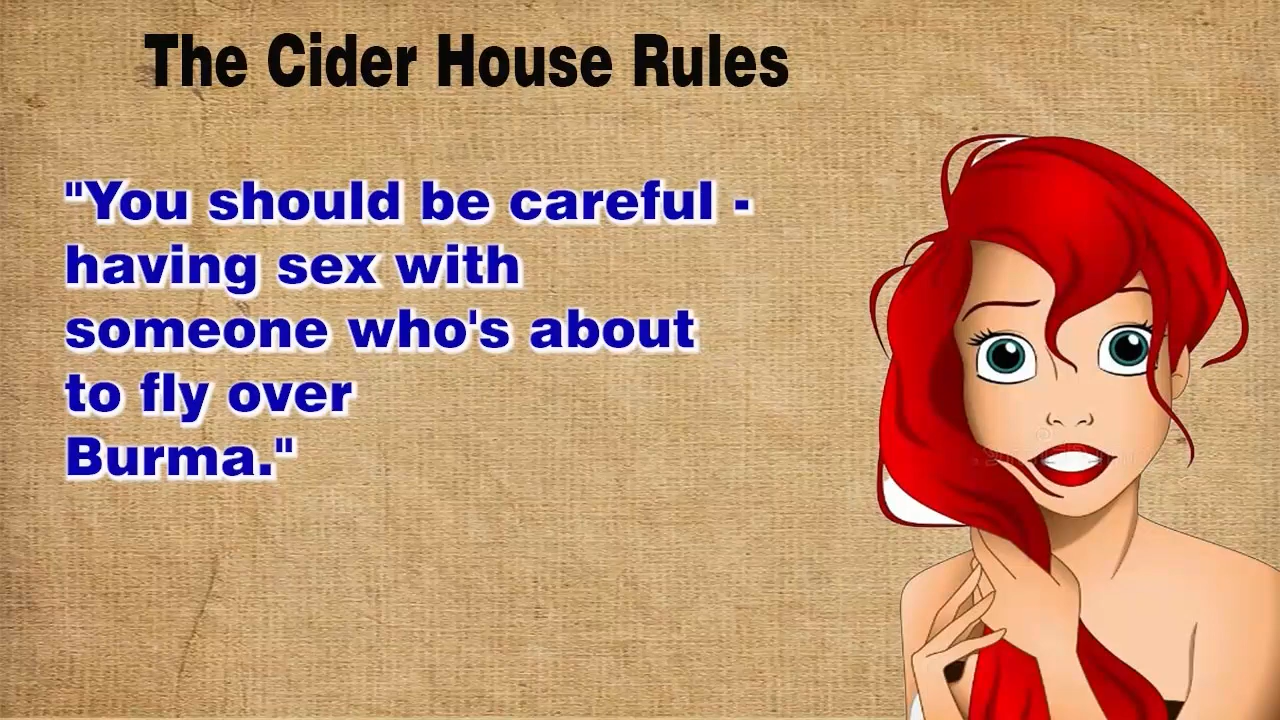 The Cider House Rules
"You should be careful -
having sex with
someone who's about
to fly over
Burma."